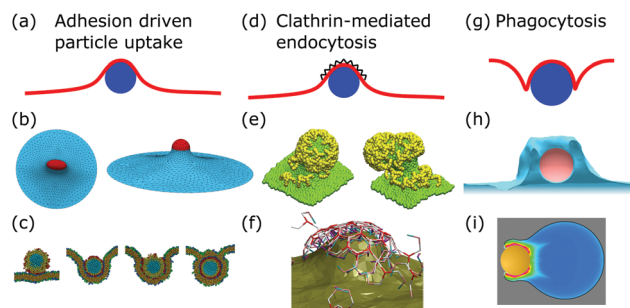 (a) Adhesion driven
particle uptake
(d) Clathrin-mediated
endocytosis
(g) Phagocytosis
(b)
(e)
(h)
(c)
(f)
(i)